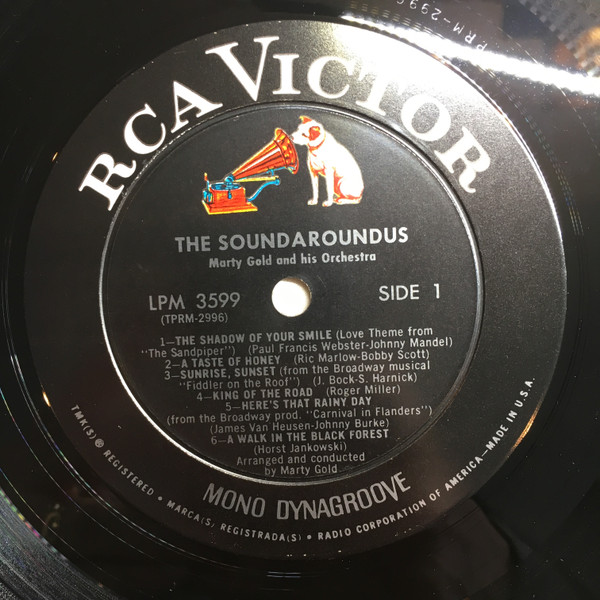 RCA VICTOR
THE SOUNDAROUNDUS
Marty Gold and his Orchestra
LPM 3599
(TPRM-2996)
SIDE 1
1—THE SHADOW OF YOUR SMILE (Love Theme from
"The Sandpiper") (Paul Francis Webster-Johnny Mandel)
2—A TASTE OF HONEY (Ric Marlow-Bobby Scott)
3—SUNRISE, SUNSET (from the Broadway musical
"Fiddler on the Roof") (J. Bock-S. Harnick)
4—KING OF THE ROAD (Roger Miller)
5—HERE'S THAT RAINY DAY
(from the Broadway prod. "Carnival in Flanders")
(James Van Heusen-Johnny Burke)
6—A WALK IN THE BLACK FOREST
(Horst Jankowski)
Arranged and conducted
by Marty Gold
MONO DYNAGROOVE
TMK(S) ® REGISTERED • MARCA(S) REGISTRADA(S) • RADIO CORPORATION OF AMERICA—MADE IN U.S.A.